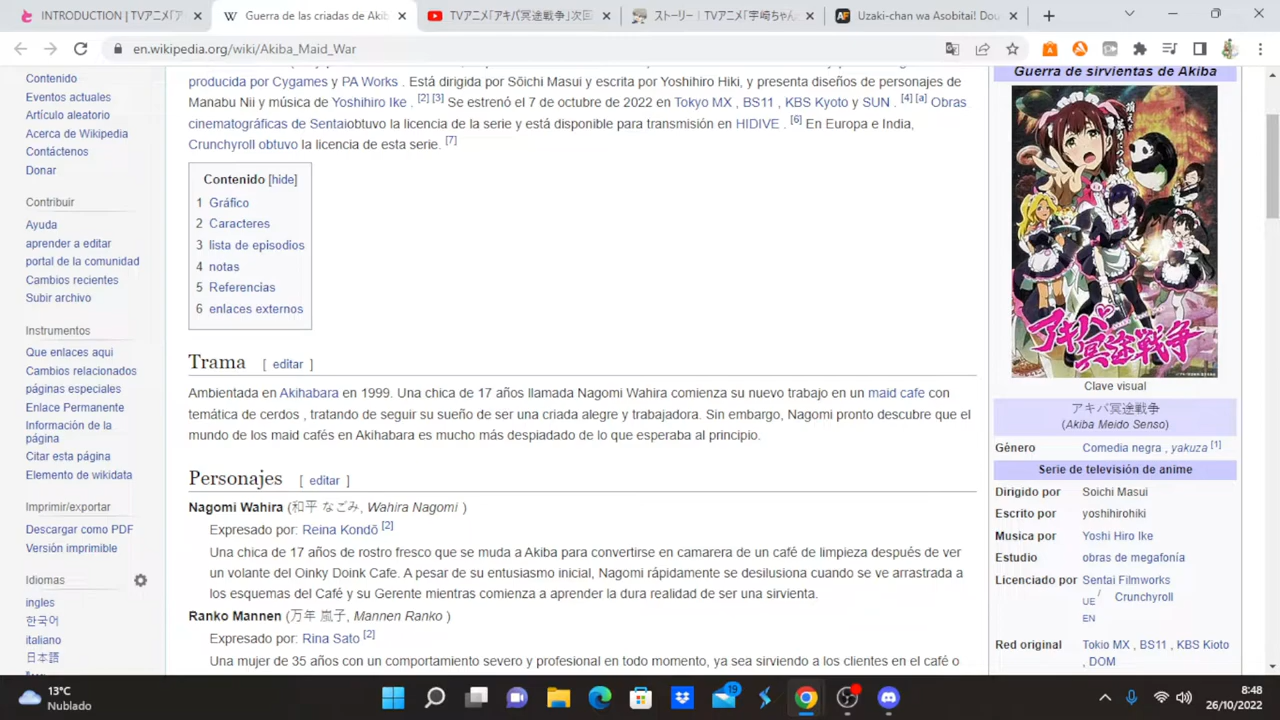 INTRODUCTION | TVアニメ「ア
Guerra de las criadas de Akib
TVアニメ「アキバ冥途戦争」次回
ストーリー | TVアニメ「宇崎ちゃん
Uzaki-chan wa Asobitai! Dou
en.wikipedia.org/wiki/Akiba_Maid_War
Contenido
Eventos actuales
Artículo aleatorio
Acerca de Wikipedia
Contáctenos
Donar
Contribuir
Ayuda
aprender a editar
portal de la comunidad
Cambios recientes
Subir archivo
Instrumentos
Que enlaces aqui
Cambios relacionados
páginas especiales
Enlace Permanente
Información de la
página
Citar esta página
Elemento de wikidata
Imprimir/exportar
Descargar como PDF
Versión imprimible
Idiomas
ingles
한국어
italiano
日本語
producida por Cygames y PA Works . Está dirigida por Sōichi Masui y escrita por Yoshihiro Hiki, y presenta diseños de personajes de
Manabu Nii y música de Yoshihiro Ike . [2] [3] Se estrenó el 7 de octubre de 2022 en Tokyo MX , BS11 , KBS Kyoto y SUN . [4] [a] Obras
cinematográficas de Sentaiobtuvo la licencia de la serie y está disponible para transmisión en HIDIVE . [6] En Europa e India,
Crunchyroll obtuvo la licencia de esta serie. [7]
Contenido [hide]
1 Gráfico
2 Caracteres
3 lista de episodios
4 notas
5 Referencias
6 enlaces externos
Trama [ editar ]
Ambientada en Akihabara en 1999. Una chica de 17 años llamada Nagomi Wahira comienza su nuevo trabajo en un maid cafe con
temática de cerdos , tratando de seguir su sueño de ser una criada alegre y trabajadora. Sin embargo, Nagomi pronto descubre que el
mundo de los maid cafés en Akihabara es mucho más despiadado de lo que esperaba al principio.
Personajes [ editar ]
Nagomi Wahira (和平 なごみ, Wahira Nagomi )
Expresado por: Reina Kondō [2]
Una chica de 17 años de rostro fresco que se muda a Akiba para convertirse en camarera de un café de limpieza después de ver
un volante del Oinky Doink Cafe. A pesar de su entusiasmo inicial, Nagomi rápidamente se desilusiona cuando se ve arrastrada a
los esquemas del Café y su Gerente mientras comienza a aprender la dura realidad de ser una sirvienta.
Ranko Mannen (万年 嵐子, Mannen Ranko )
Expresado por: Rina Sato [2]
Una mujer de 35 años con un comportamiento severo y profesional en todo momento, ya sea sirviendo a los clientes en el café o
Guerra de sirvientas de Akiba
アキバ
冥途戦争
Clave visual
アキバ冥途戦争
(Akiba Meido Senso)
Género Comedia negra , yakuza [1]
Serie de televisión de anime
Dirigido por Soichi Masui
Escrito por yoshihirohiki
Musica por Yoshi Hiro Ike
Estudio obras de megafonía
Licenciado por Sentai Filmworks
UE / Crunchyroll
EN
Red original Tokio MX , BS11 , KBS Kioto
, DOM
13°C
Nublado
19
8:48
26/10/2022